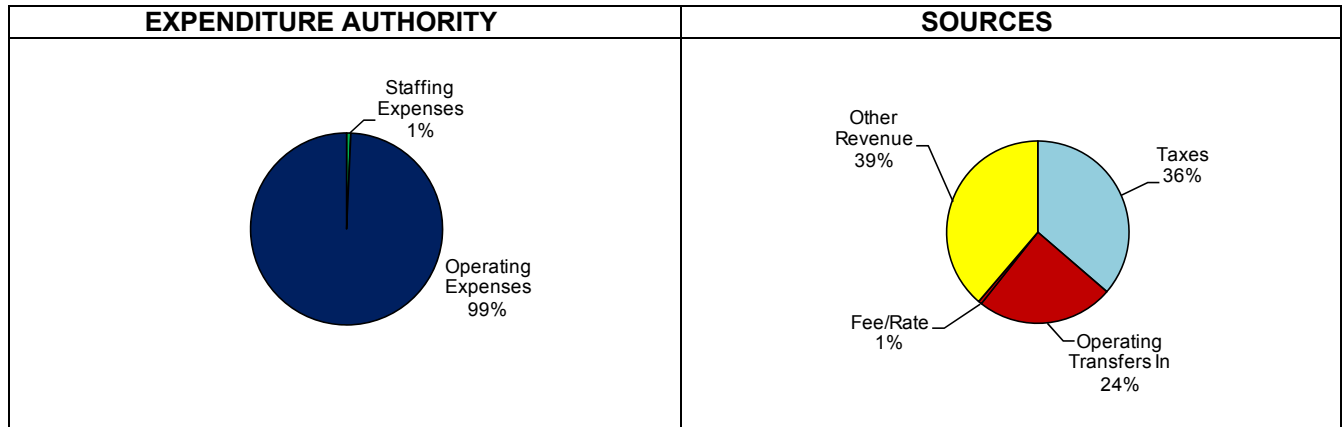 EXPENDITURE AUTHORITY
Staffing
Expenses
1%
Operating
Expenses
99%
SOURCES
Other
Revenue
39%
Taxes
36%
Fee/Rate
1%
Operating
Transfers In
24%